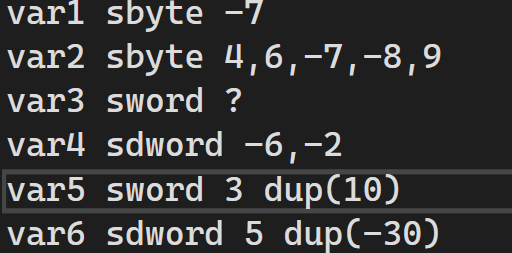 var1 sbyte -7
var2 sbyte 4,6,-7,-8,9
var3 sword ?
var4 sdword -6,-2
var5 sword 3 dup(10)
var6 sdword 5 dup(-30)